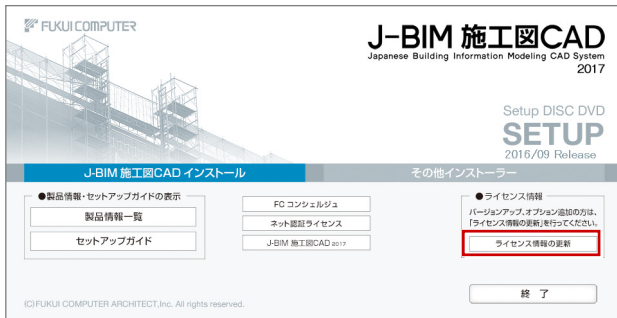 FUKUI COMPUTER
J-BIM 施工図CAD
Japanese Building Information Modeling CAD System
2017
Setup DISC DVD
SETUP
2016/09 Release
J-BIM 施工図CAD インストール
その他インストーラー
●製品情報・セットアップガイドの表示
製品情報一覧
セットアップガイド
FC コンシェルジュ
ネット認証ライセンス
J-BIM 施工図CAD 2017
●ライセンス情報
バージョンアップ、オプション追加の方は、
「ライセンス情報の更新」を行ってください。
ライセンス情報の更新
終 了
(C)FUKUI COMPUTER ARCHITECT,Inc. All rights reserved.